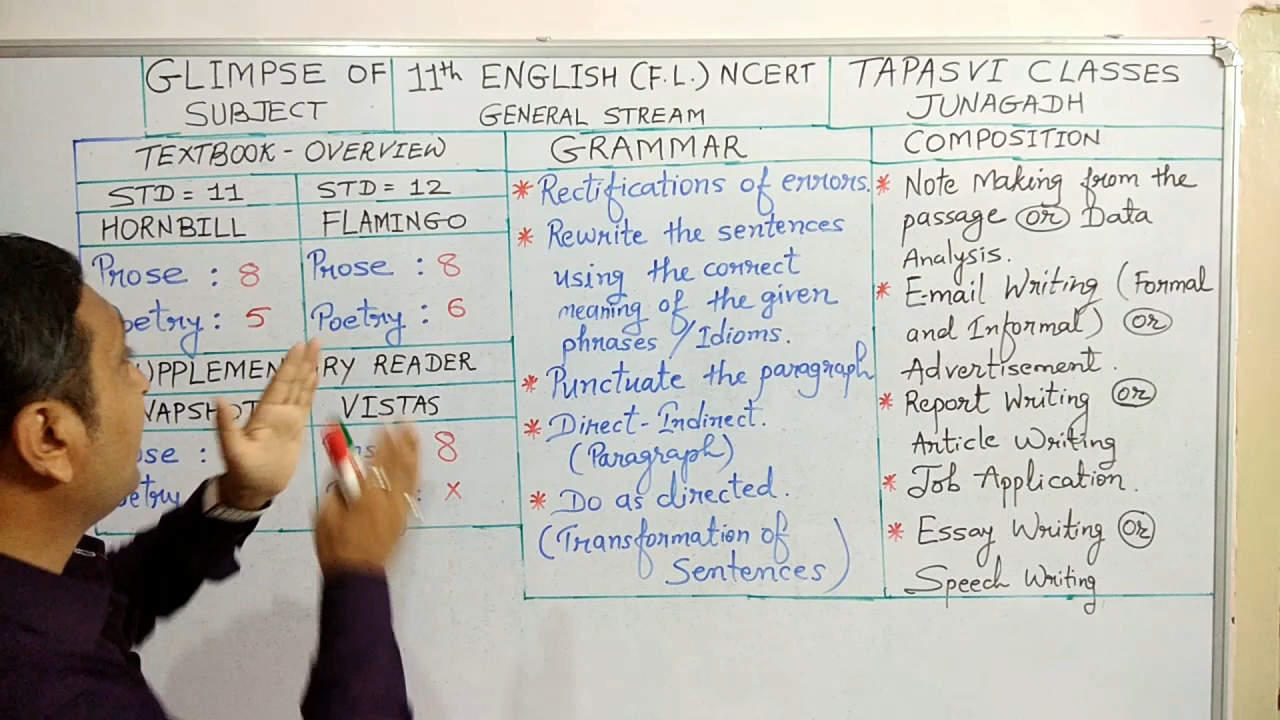 GLIMPSE OF
SUBJECT
11th ENGLISH (F.L.) NCERT
GENERAL STREAM
TAPASVI CLASSES
JUNAGADH
TEXTBOOK - OVERVIEW
STD = 11
STD = 12
HORNBILL
FLAMINGO
Prose : 8
Prose : 8
Poetry : 6
5
RY READER
VISTAS
8
x
GRAMMAR
* Rectifications of errors.
* Rewrite the sentences
using the correct
meaning of the given
phrases / Idioms.
* Punctuate the paragraph
* Direct - Indirect.
(Paragraph)
* Do as directed.
(Transformation of
Sentences)
COMPOSITION
* Note Making from the
passage or Data
Analysis.
* E-mail Writing (Formal
and Informal) or
Advertisement.
* Report Writing or
Article Writing
* Job Application.
* Essay Writing or
Speech Writing